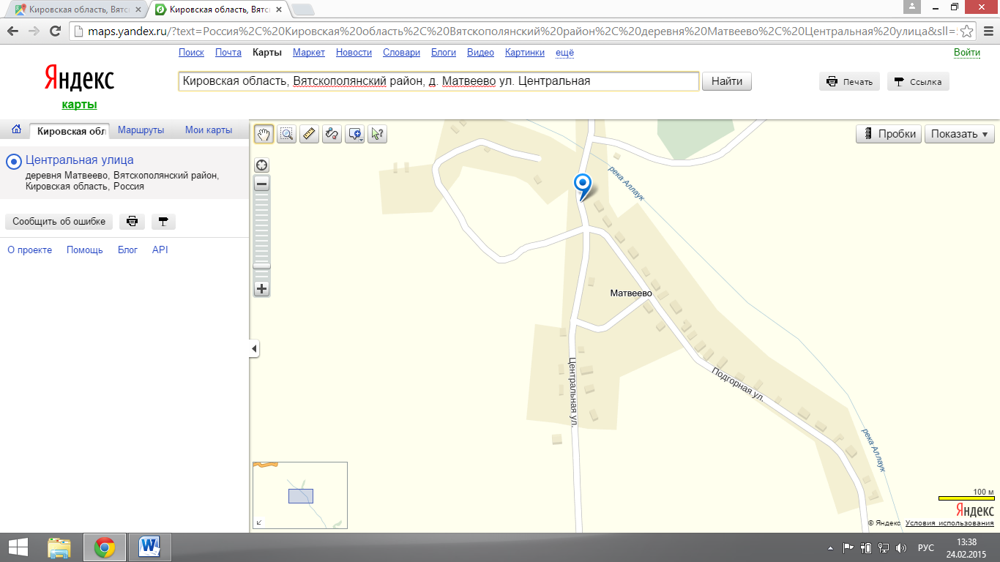 Кировская область, Вятс
Кировская область, Вятс
maps.yandex.ru/?text=Россия%2C%20Кировская%20область%2C%20Вятскополянский%20район%2C%20деревня%20Матвеево%2C%20Центральная%20улица&sll=
Поиск Почта Карты Маркет Новости Словари Блоги Видео Картинки ещё Войти
Яндекс
карты
Кировская область, Вятскополянский район, д. Матвеево ул. Центральная
Найти
Печать
Ссылка
Кировская обл Маршруты Мои карты
Пробки
Показать
Центральная улица
деревня Матвеево, Вятскополянский район,
Кировская область, Россия
Сообщить об ошибке
О проекте Помощь Блог API
река Аллаук
Матвеево
Центральная ул.
Подгорная ул.
река Аллаук
100 м
Яндекс
© Яндекс Условия использования
РУС
13:38
24.02.2015